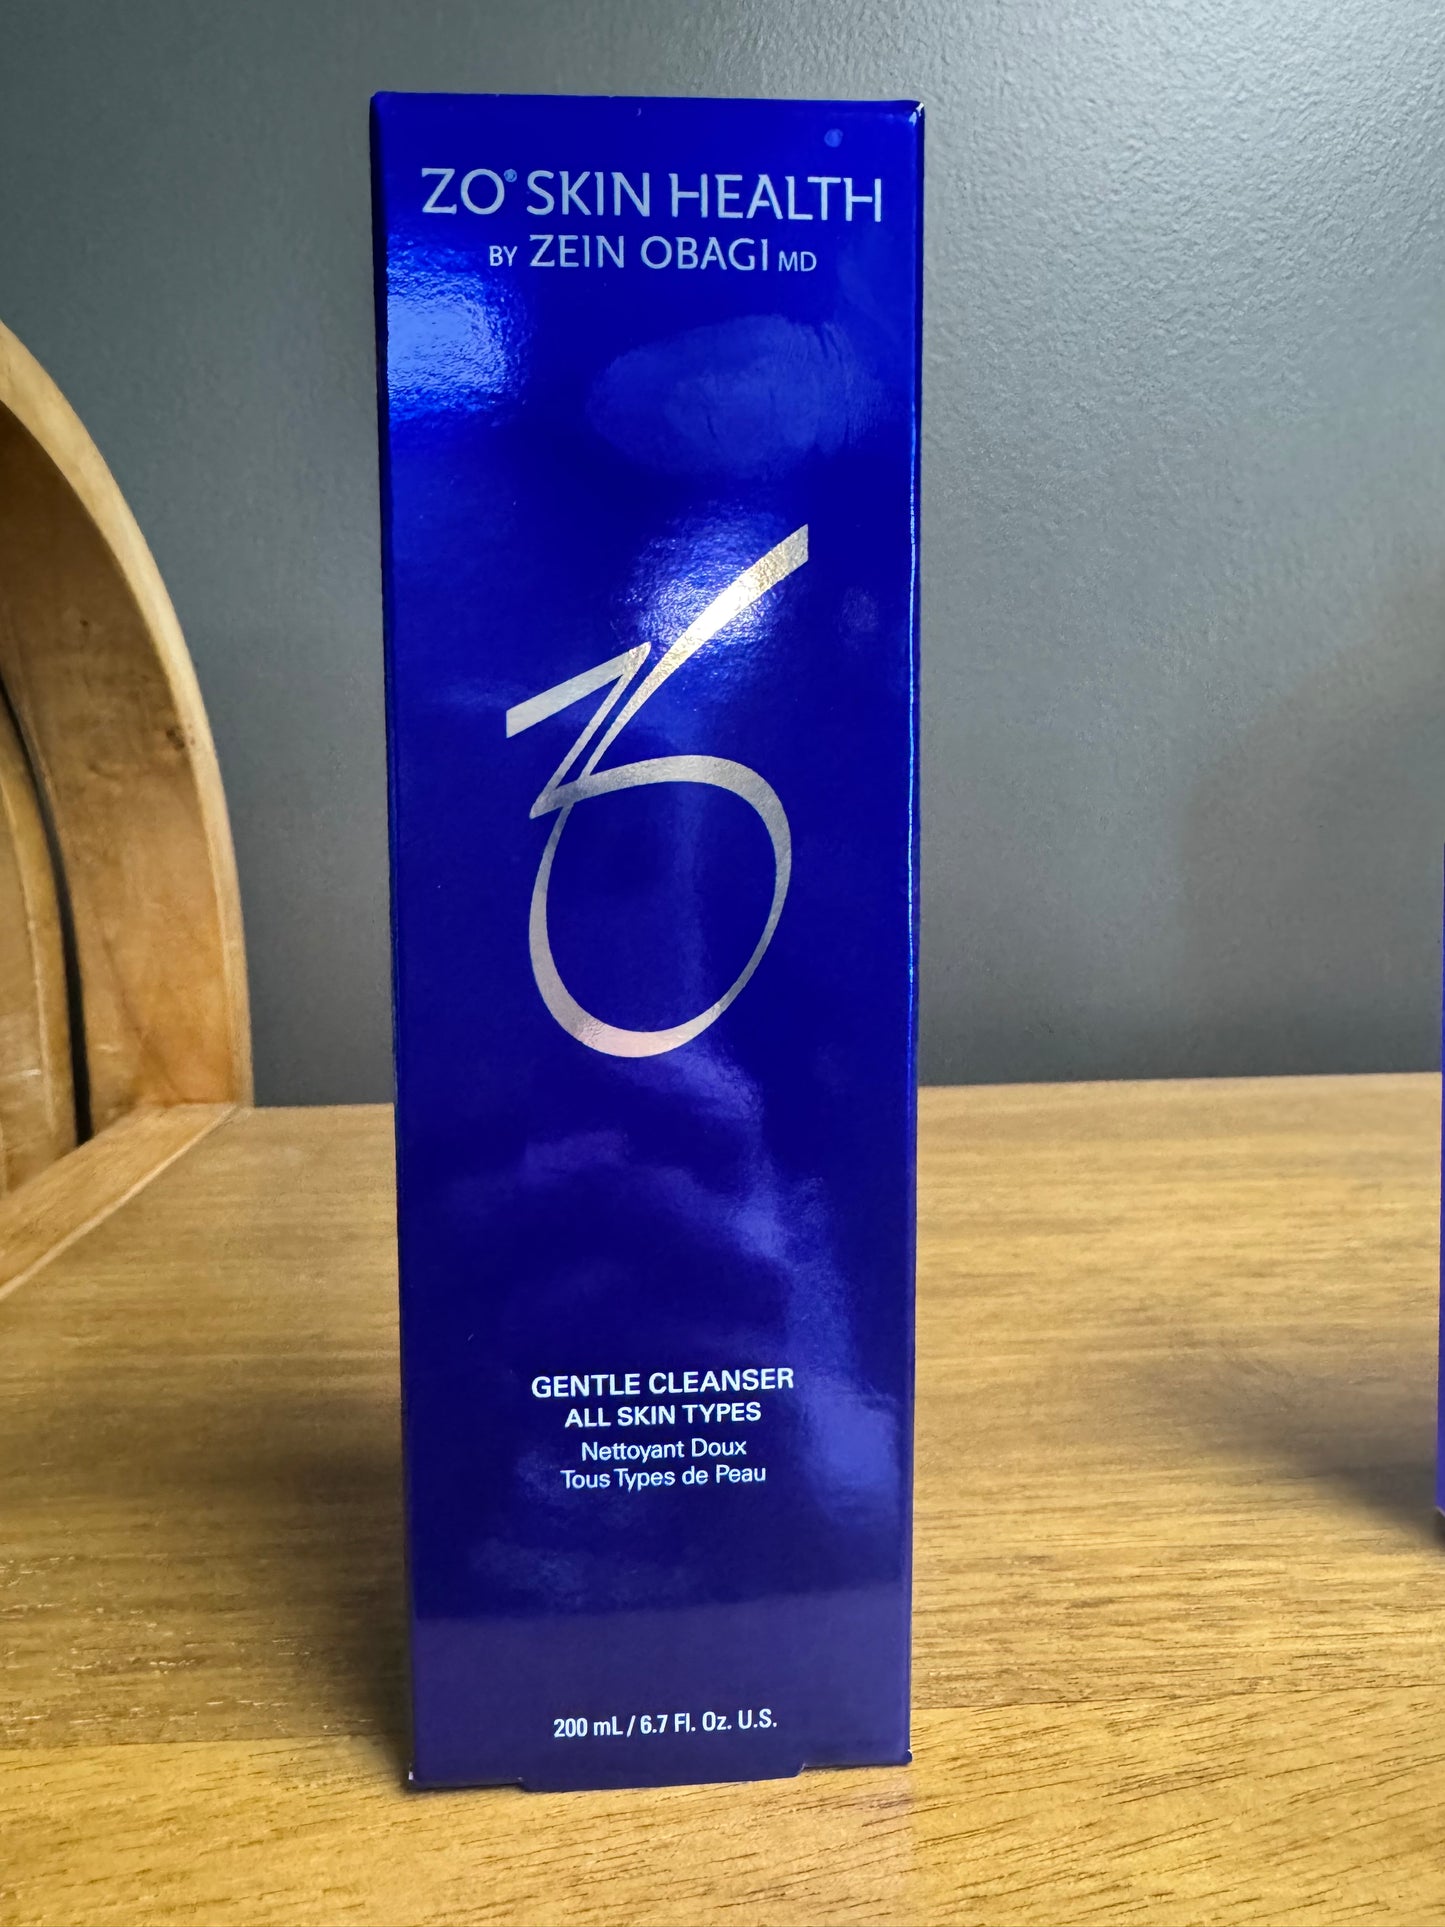 ZO® SKIN HEALTH
BY ZEIN OBAGI MD
ZO
GENTLE CLEANSER
ALL SKIN TYPES
Nettoyant Doux
Tous Types de Peau
200 mL / 6.7 Fl. Oz. U.S.